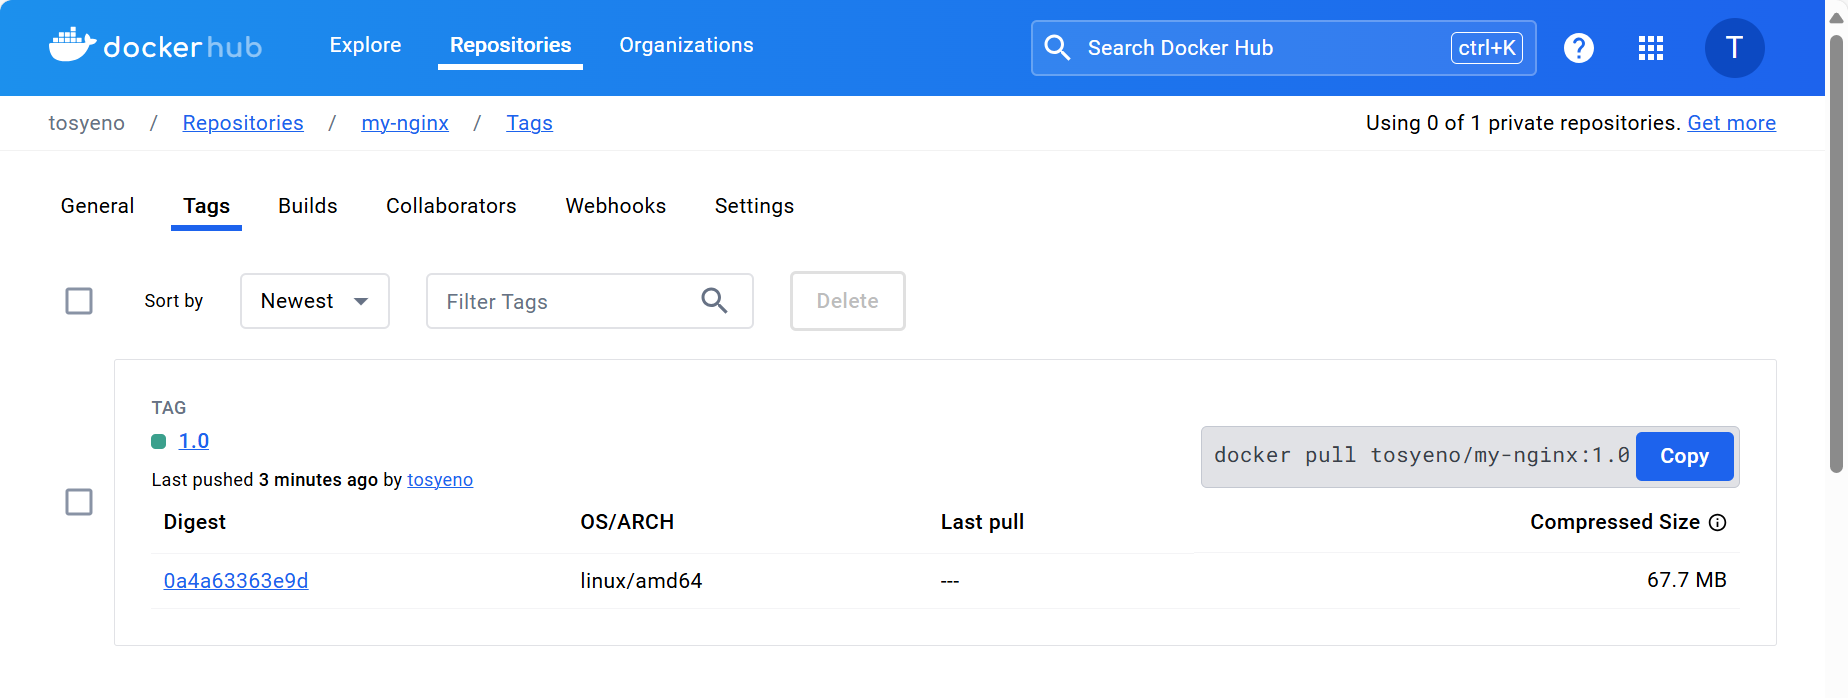 dockerhub Explore Repositories Organizations Search Docker Hub ctrl+K ? T
tosyeno / Repositories / my-nginx / Tags Using 0 of 1 private repositories. Get more
General Tags Builds Collaborators Webhooks Settings
Sort by Newest Filter Tags Delete
TAG
1.0
docker pull tosyeno/my-nginx:1.0 Copy
Last pushed 3 minutes ago by tosyeno
Digest OS/ARCH Last pull Compressed Size
0a4a63363e9d linux/amd64 --- 67.7 MB